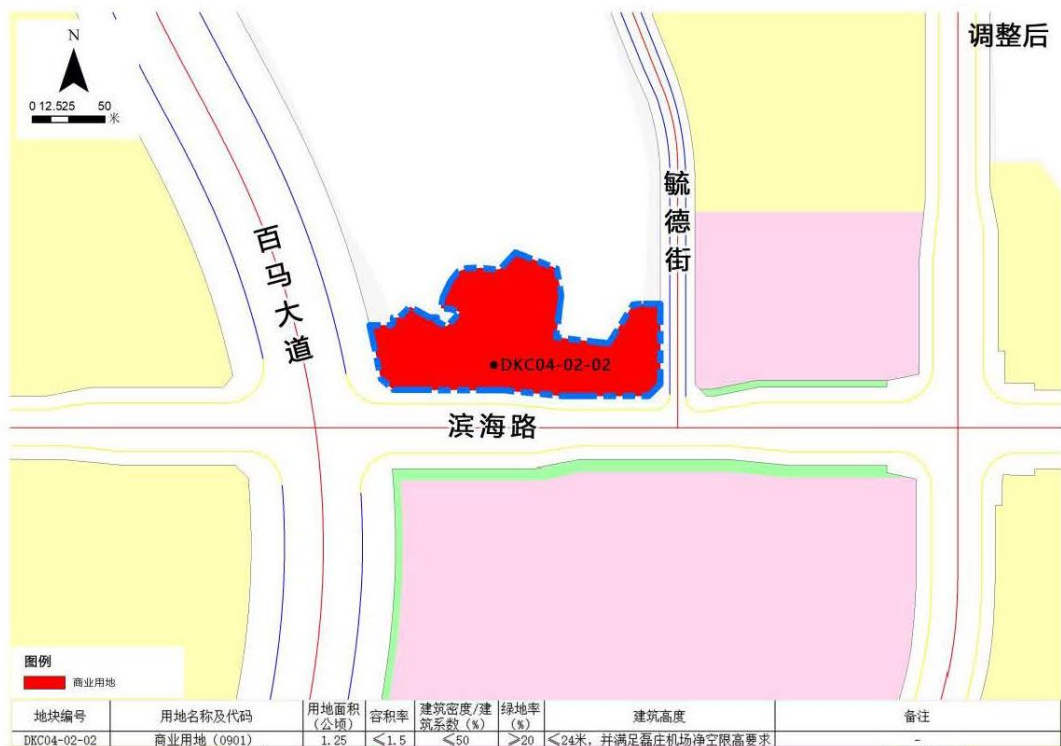 调整后
N
0 12.525 50
米
毓德街
百马大道
DKC04-02-02
滨海路
图例
商业用地
地块编号 用地名称及代码 用地面积（公顷） 容积率 建筑密度/建筑系数（%） 绿地率（%） 建筑高度 备注
DKC04-02-02 商业用地（0901） 1.25 ≤1.5 ≤50 ≥20 ≤24米，并满足磊庄机场净空限高要求 -